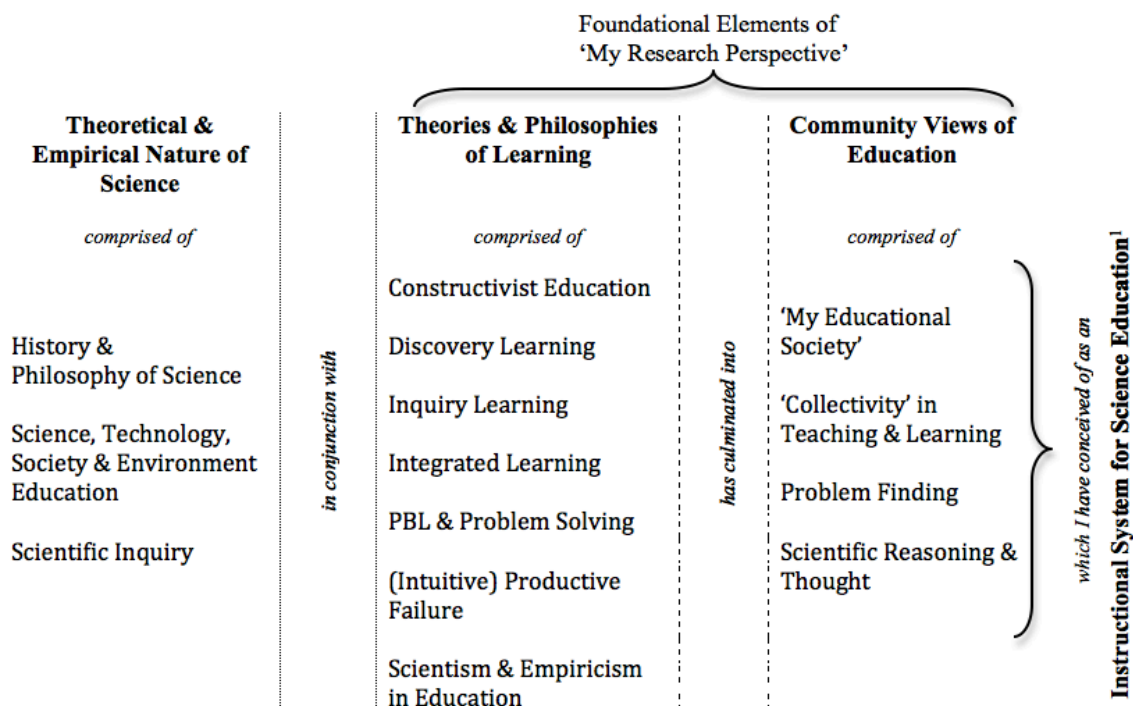 Foundational Elements of
‘My Research Perspective’
Theoretical &
Empirical Nature of
Science
comprised of
History &
Philosophy of Science
Science, Technology,
Society & Environment
Education
Scientific Inquiry
in conjunction with
Theories & Philosophies
of Learning
comprised of
Constructivist Education
Discovery Learning
Inquiry Learning
Integrated Learning
PBL & Problem Solving
(Intuitive) Productive
Failure
Scientism & Empiricism
in Education
has culminated into
Community Views of
Education
comprised of
‘My Educational
Society’
‘Collectivity’ in
Teaching & Learning
Problem Finding
Scientific Reasoning &
Thought
which I have conceived of as an
Instructional System for Science Education¹